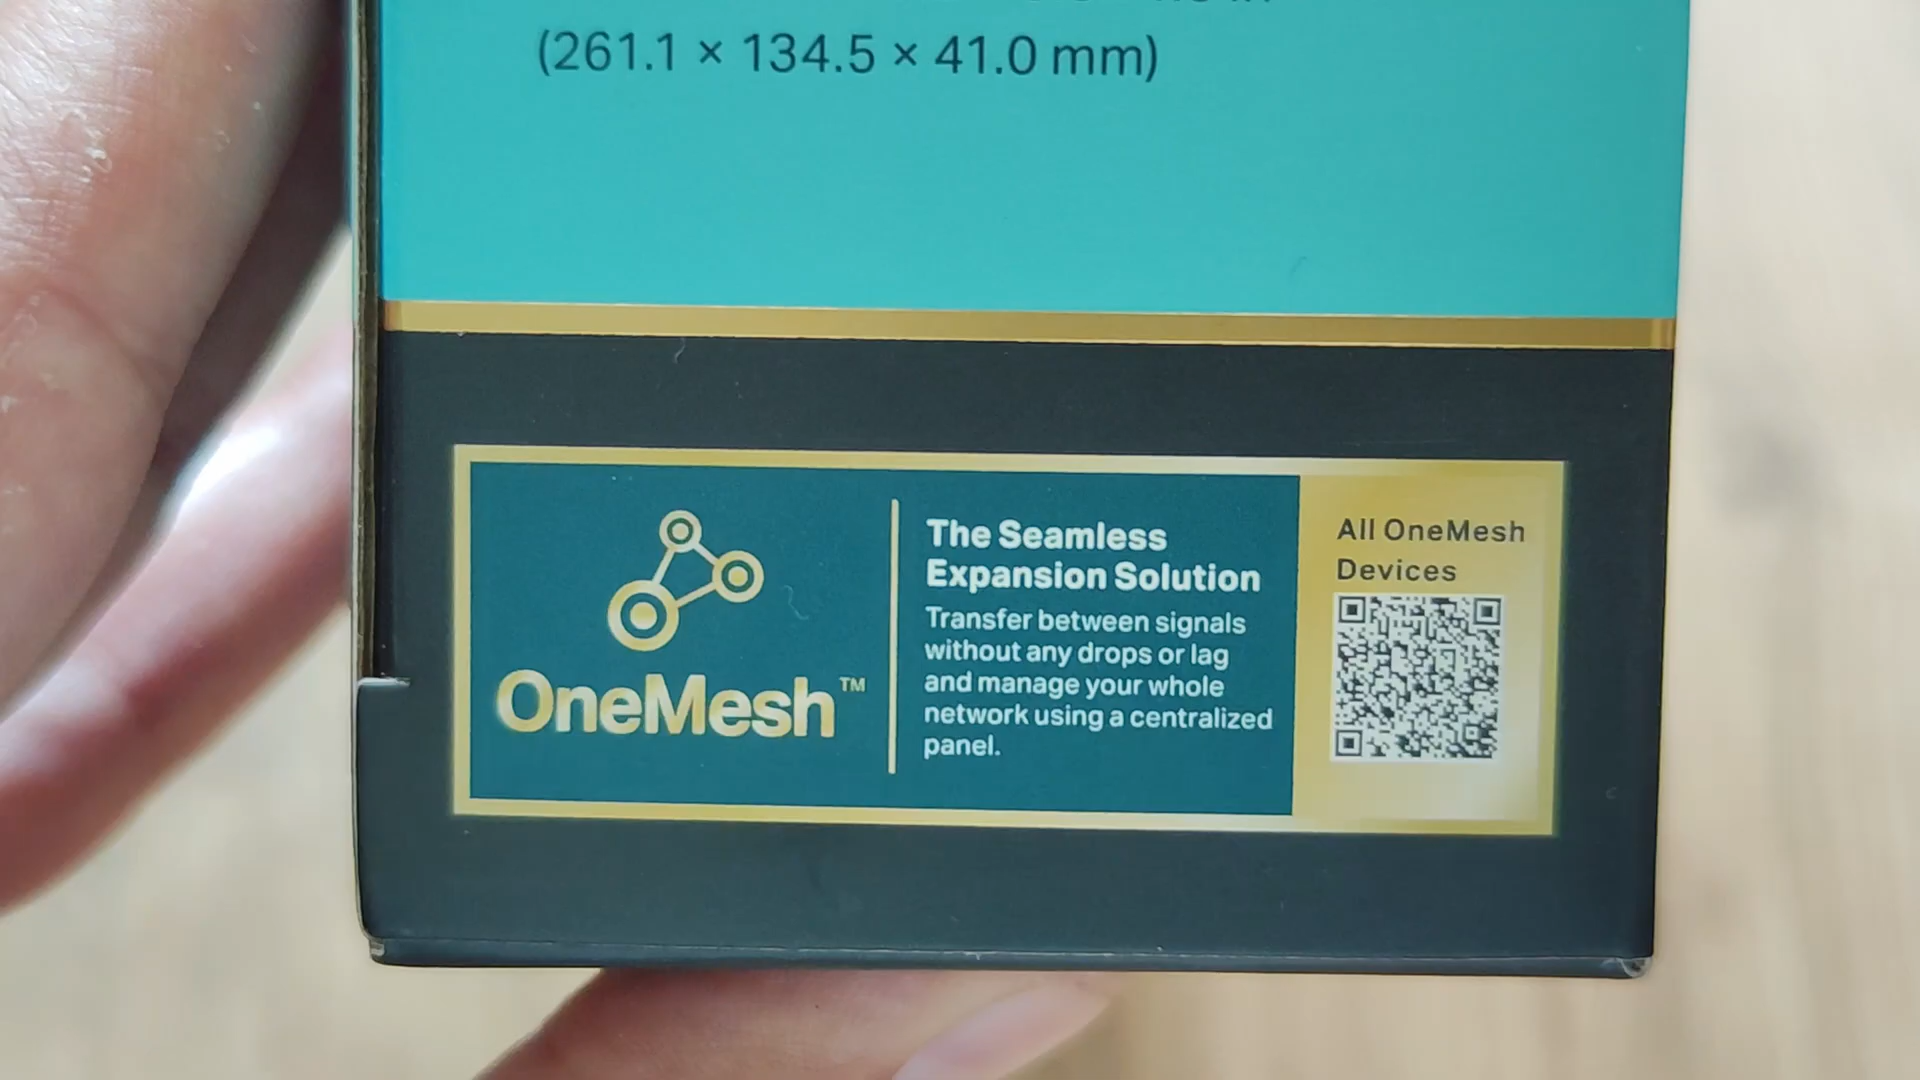 (261.1 × 134.5 × 41.0 mm)
OneMesh™
The Seamless
Expansion Solution
Transfer between signals
without any drops or lag
and manage your whole
network using a centralized
panel.
All OneMesh
Devices